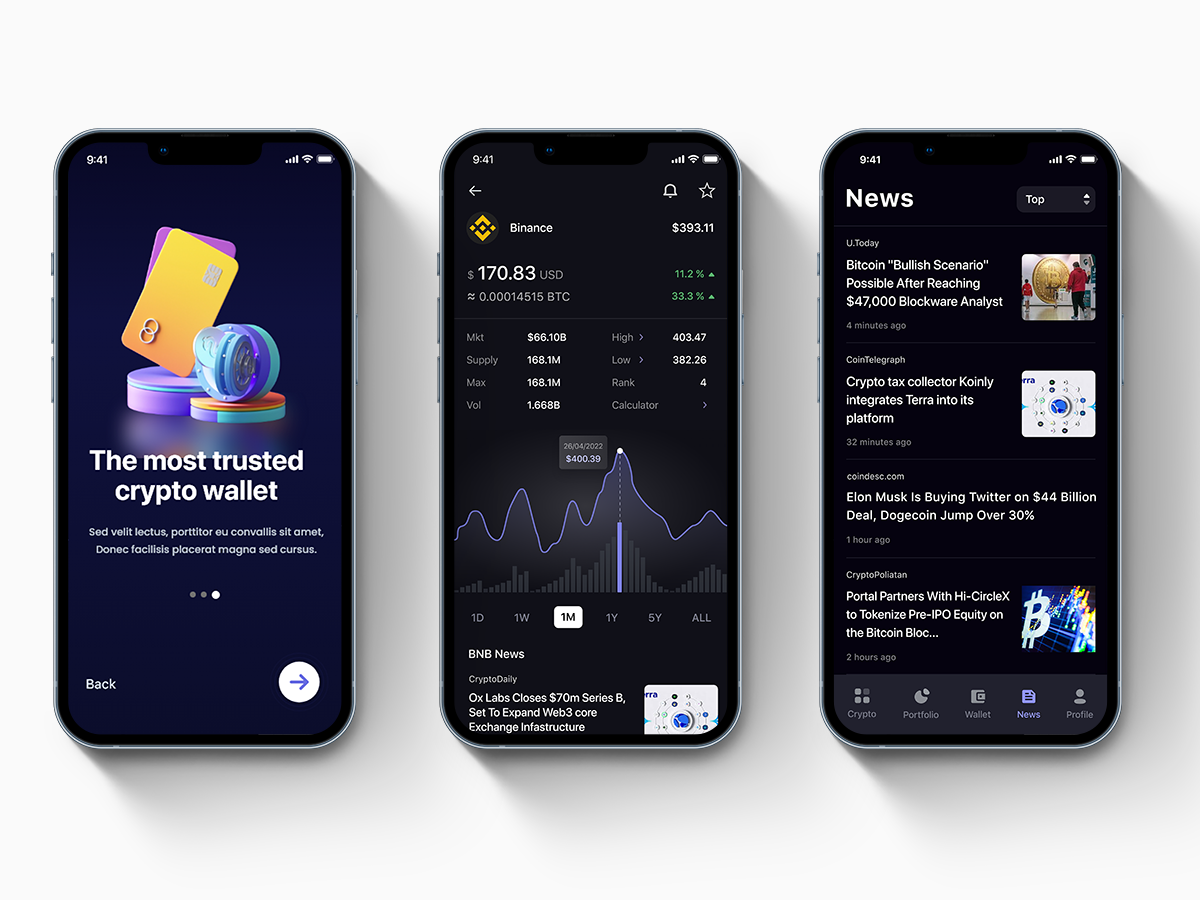 9:41
The most trusted
crypto wallet
Sed velit lectus, porttitor eu convallis sit amet,
Donec facilisis placerat magna sed cursus.
Back
9:41
Binance $393.11
$ 170.83 USD 11.2 %
≈ 0.00014515 BTC 33.3 %
Mkt $66.10B High 403.47
Supply 168.1M Low 382.26
Max 168.1M Rank 4
Vol 1.668B Calculator
26/04/2022
$400.39
1D 1W 1M 1Y 5Y ALL
BNB News
CryptoDaily
Ox Labs Closes $70m Series B,
Set To Expand Web3 core
Exchange Infastructure
rra
9:41
News
Top
U.Today
Bitcoin "Bullish Scenario"
Possible After Reaching
$47,000 Blockware Analyst
4 minutes ago
CoinTelegraph
Crypto tax collector Koinly
integrates Terra into its
platform
32 minutes ago
rra
coindesc.com
Elon Musk Is Buying Twitter on $44 Billion
Deal, Dogecoin Jump Over 30%
1 hour ago
CryptoPoliatan
Portal Partners With Hi-CircleX
to Tokenize Pre-IPO Equity on
the Bitcoin Bloc...
2 hours ago
Crypto Portfolio Wallet News Profile